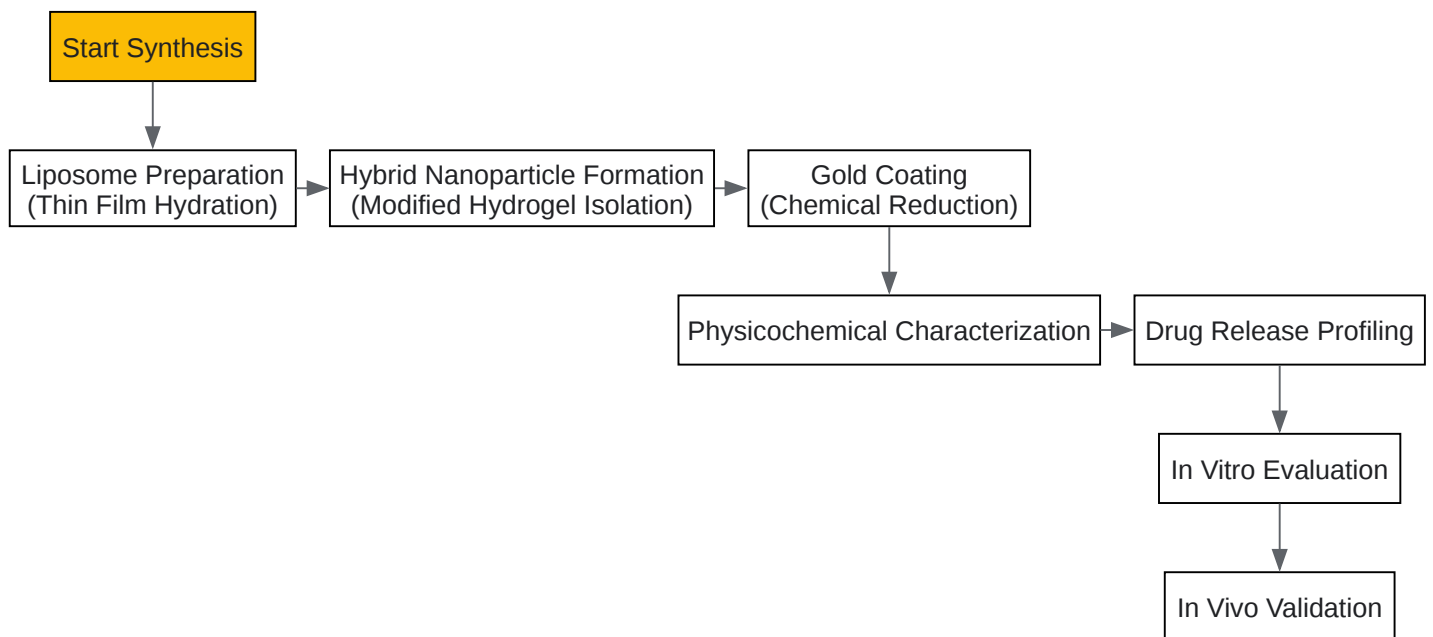 Start Synthesis
Liposome Preparation
(Thin Film Hydration)
Hybrid Nanoparticle Formation
(Modified Hydrogel Isolation)
Gold Coating
(Chemical Reduction)
Physicochemical Characterization
Drug Release Profiling
In Vitro Evaluation
In Vivo Validation